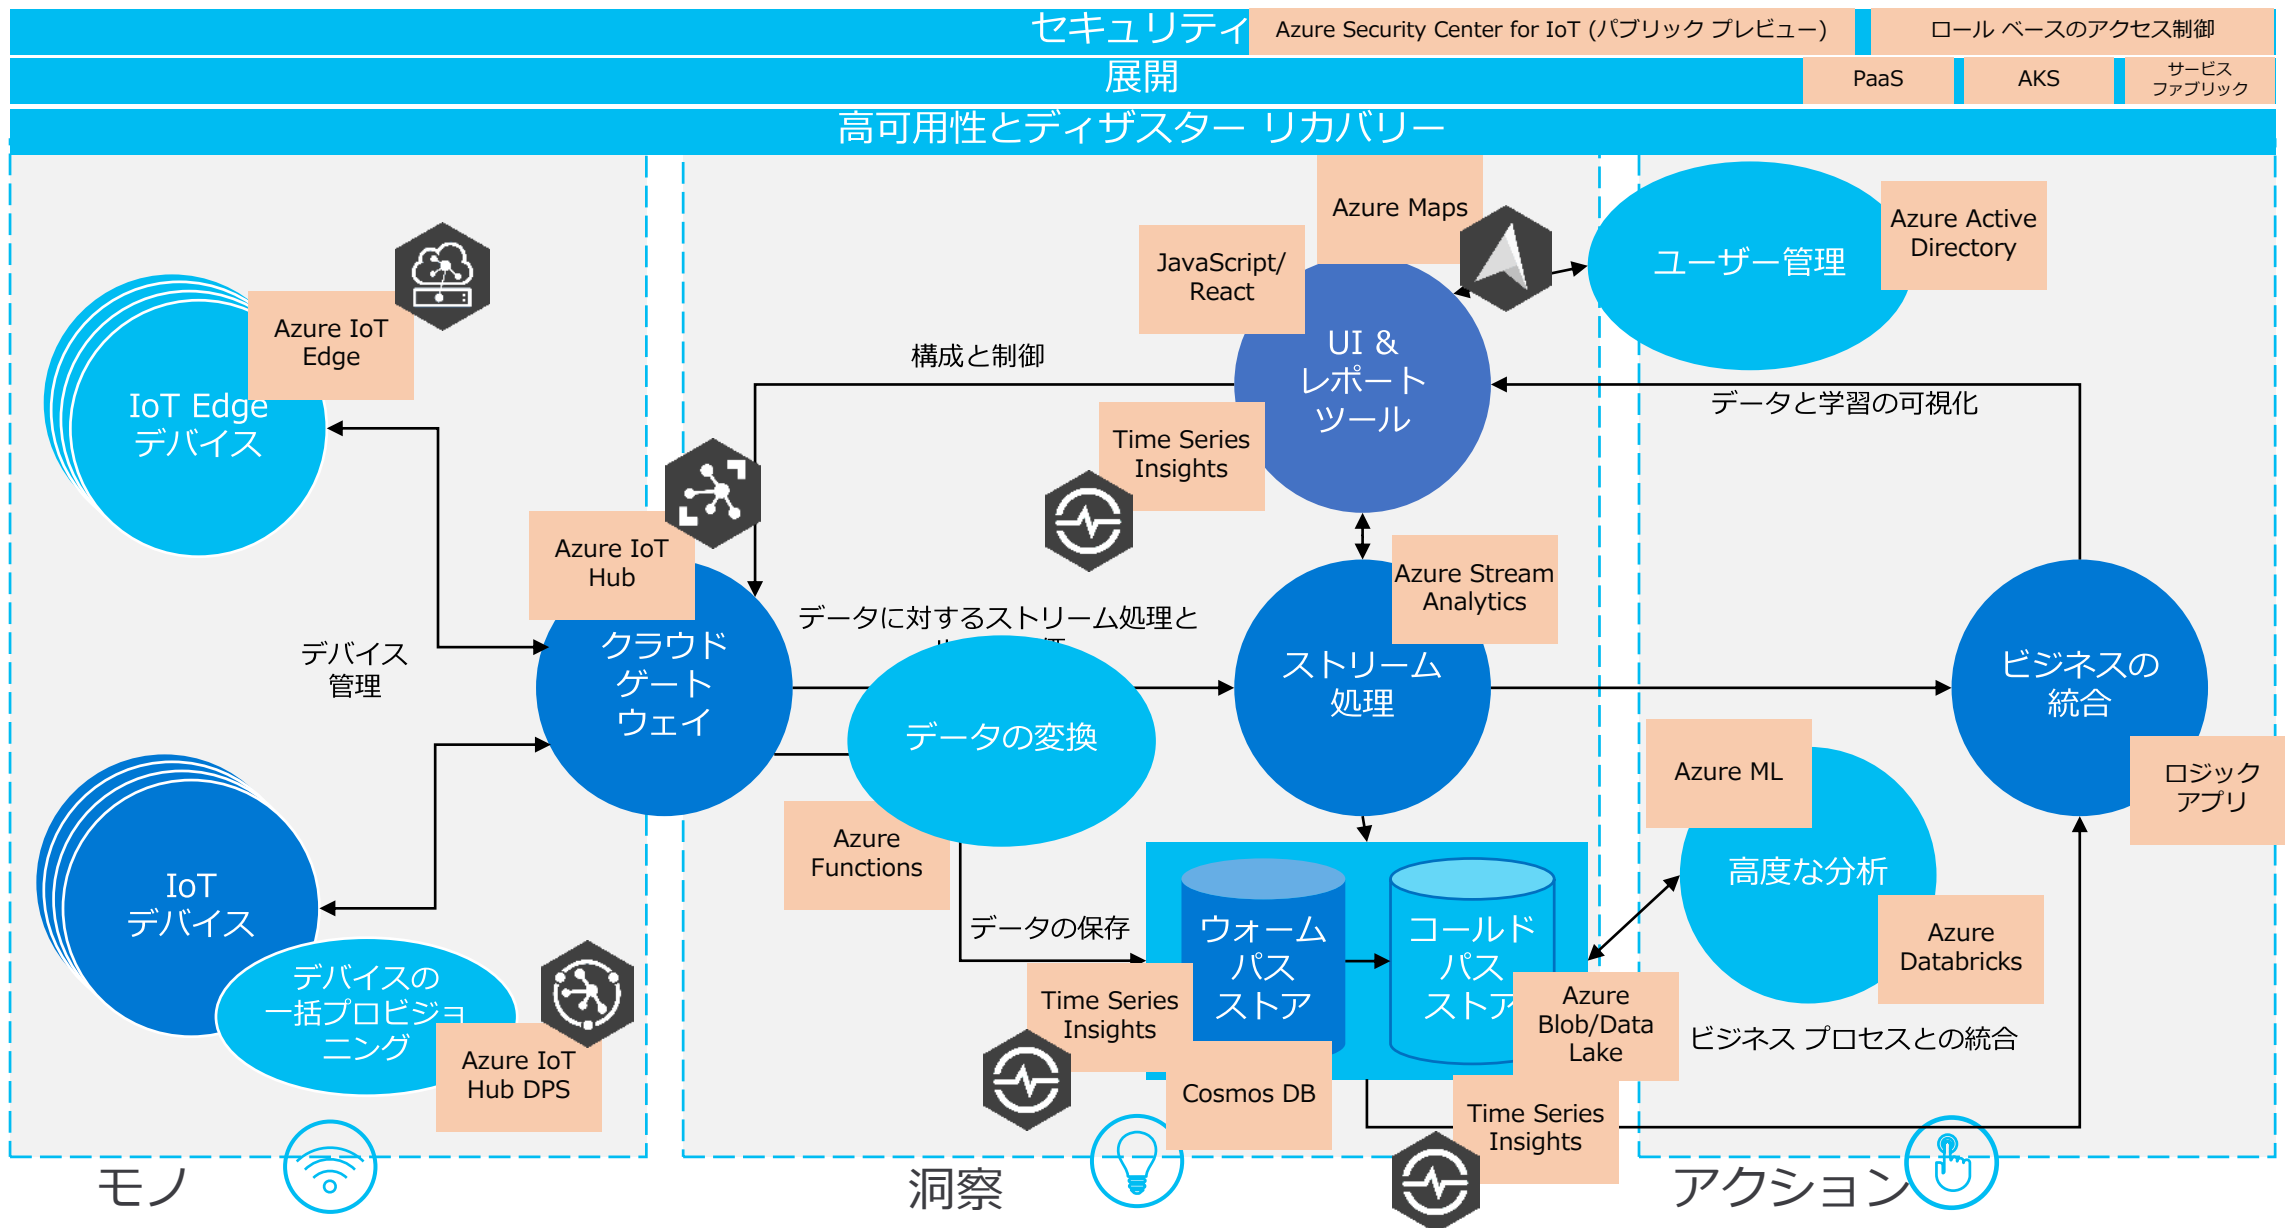 セキュリティ
Azure Security Center for IoT (パブリック プレビュー)
ロール ベースのアクセス制御
展開
PaaS
AKS
サービス
ファブリック
高可用性とディザスター リカバリー
Azure IoT
Edge
IoT Edge
デバイス
デバイス
管理
IoT
デバイス
デバイスの
一括プロビジョ
ニング
Azure IoT
Hub DPS
モノ
Azure IoT
Hub
クラウド
ゲート
ウェイ
構成と制御
JavaScript/
React
Azure Maps
UI &
レポート
ツール
Time Series
Insights
データに対するストリーム処理と
データの変換
Azure
Functions
Azure Stream
Analytics
ストリーム
処理
データの保存
ウォーム
パス
ストア
コールド
パス
ストア
Time Series
Insights
Cosmos DB
Azure
Blob/Data
Lake
Time Series
Insights
洞察
ユーザー管理
Azure Active
Directory
データと学習の可視化
ビジネスの
統合
ロジック
アプリ
Azure ML
高度な分析
Azure
Databricks
ビジネス プロセスとの統合
アクション